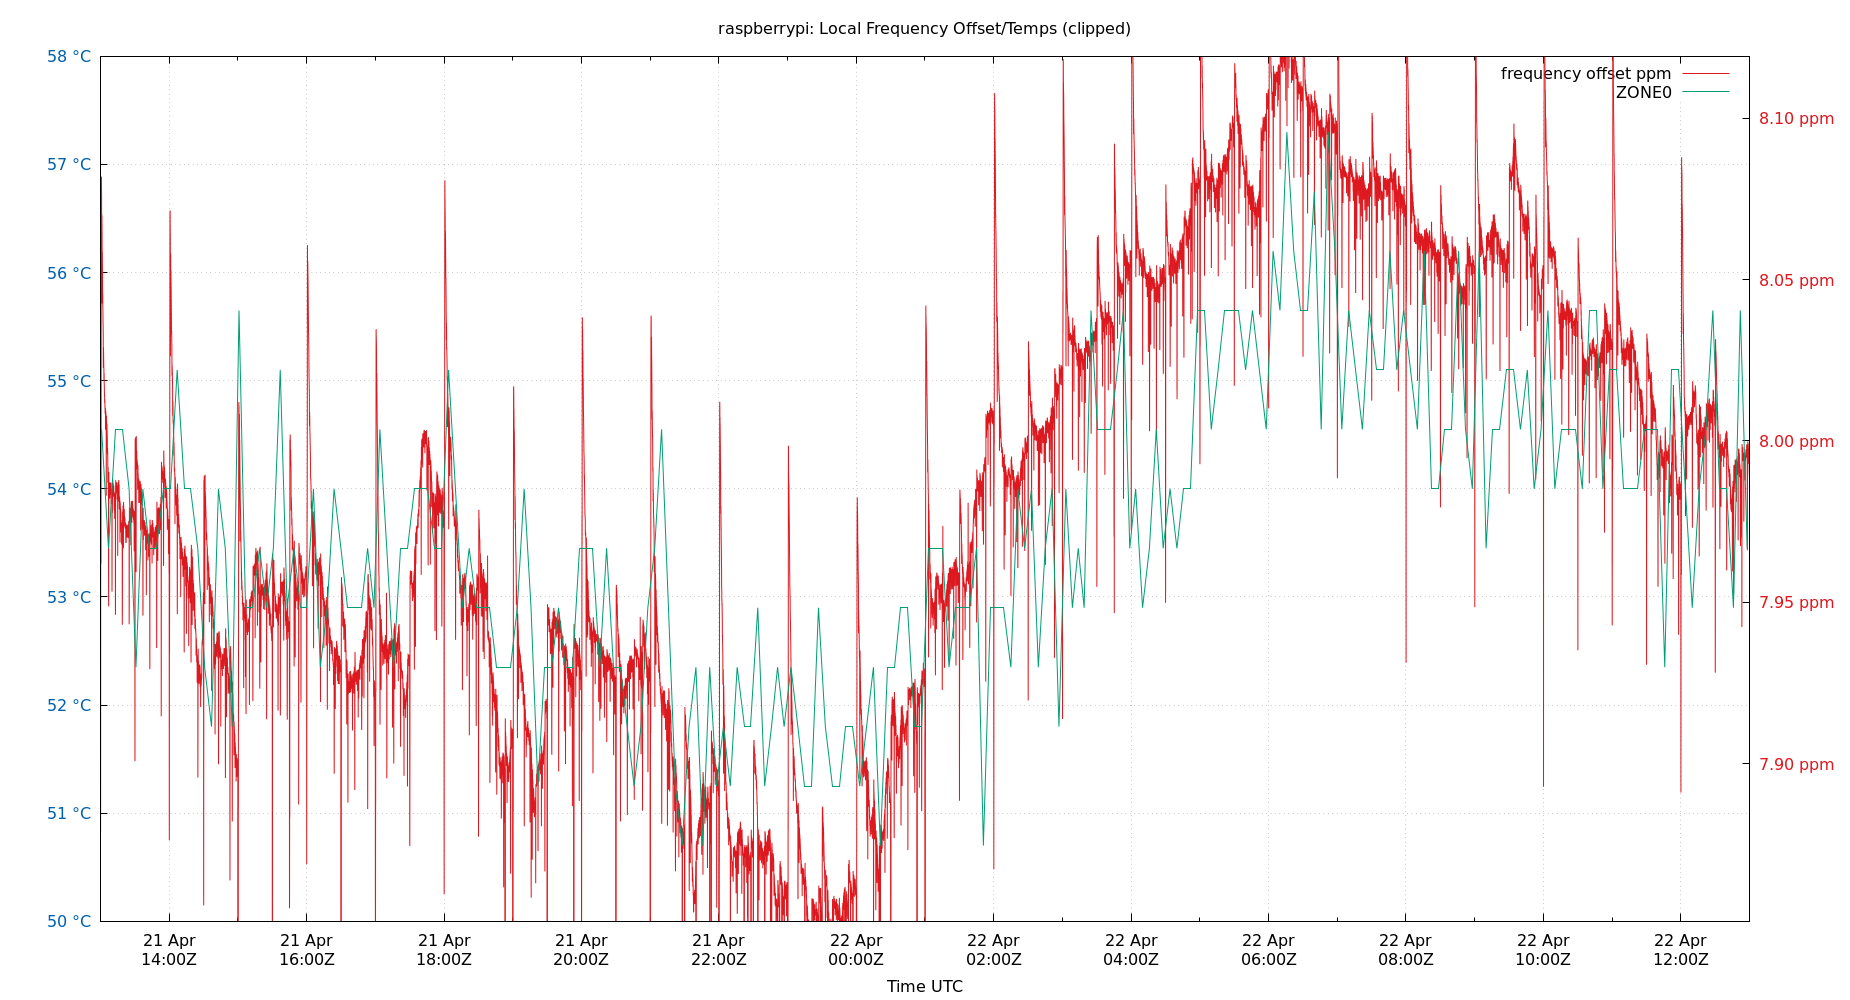 raspberrypi: Local Frequency Offset/Temps (clipped)
58 °C
57 °C
56 °C
55 °C
54 °C
53 °C
52 °C
51 °C
50 °C
frequency offset ppm
ZONE0
8.10 ppm
8.05 ppm
8.00 ppm
7.95 ppm
7.90 ppm
21 Apr
14:00Z
21 Apr
16:00Z
21 Apr
18:00Z
21 Apr
20:00Z
21 Apr
22:00Z
22 Apr
00:00Z
22 Apr
02:00Z
22 Apr
04:00Z
22 Apr
06:00Z
22 Apr
08:00Z
22 Apr
10:00Z
22 Apr
12:00Z
Time UTC